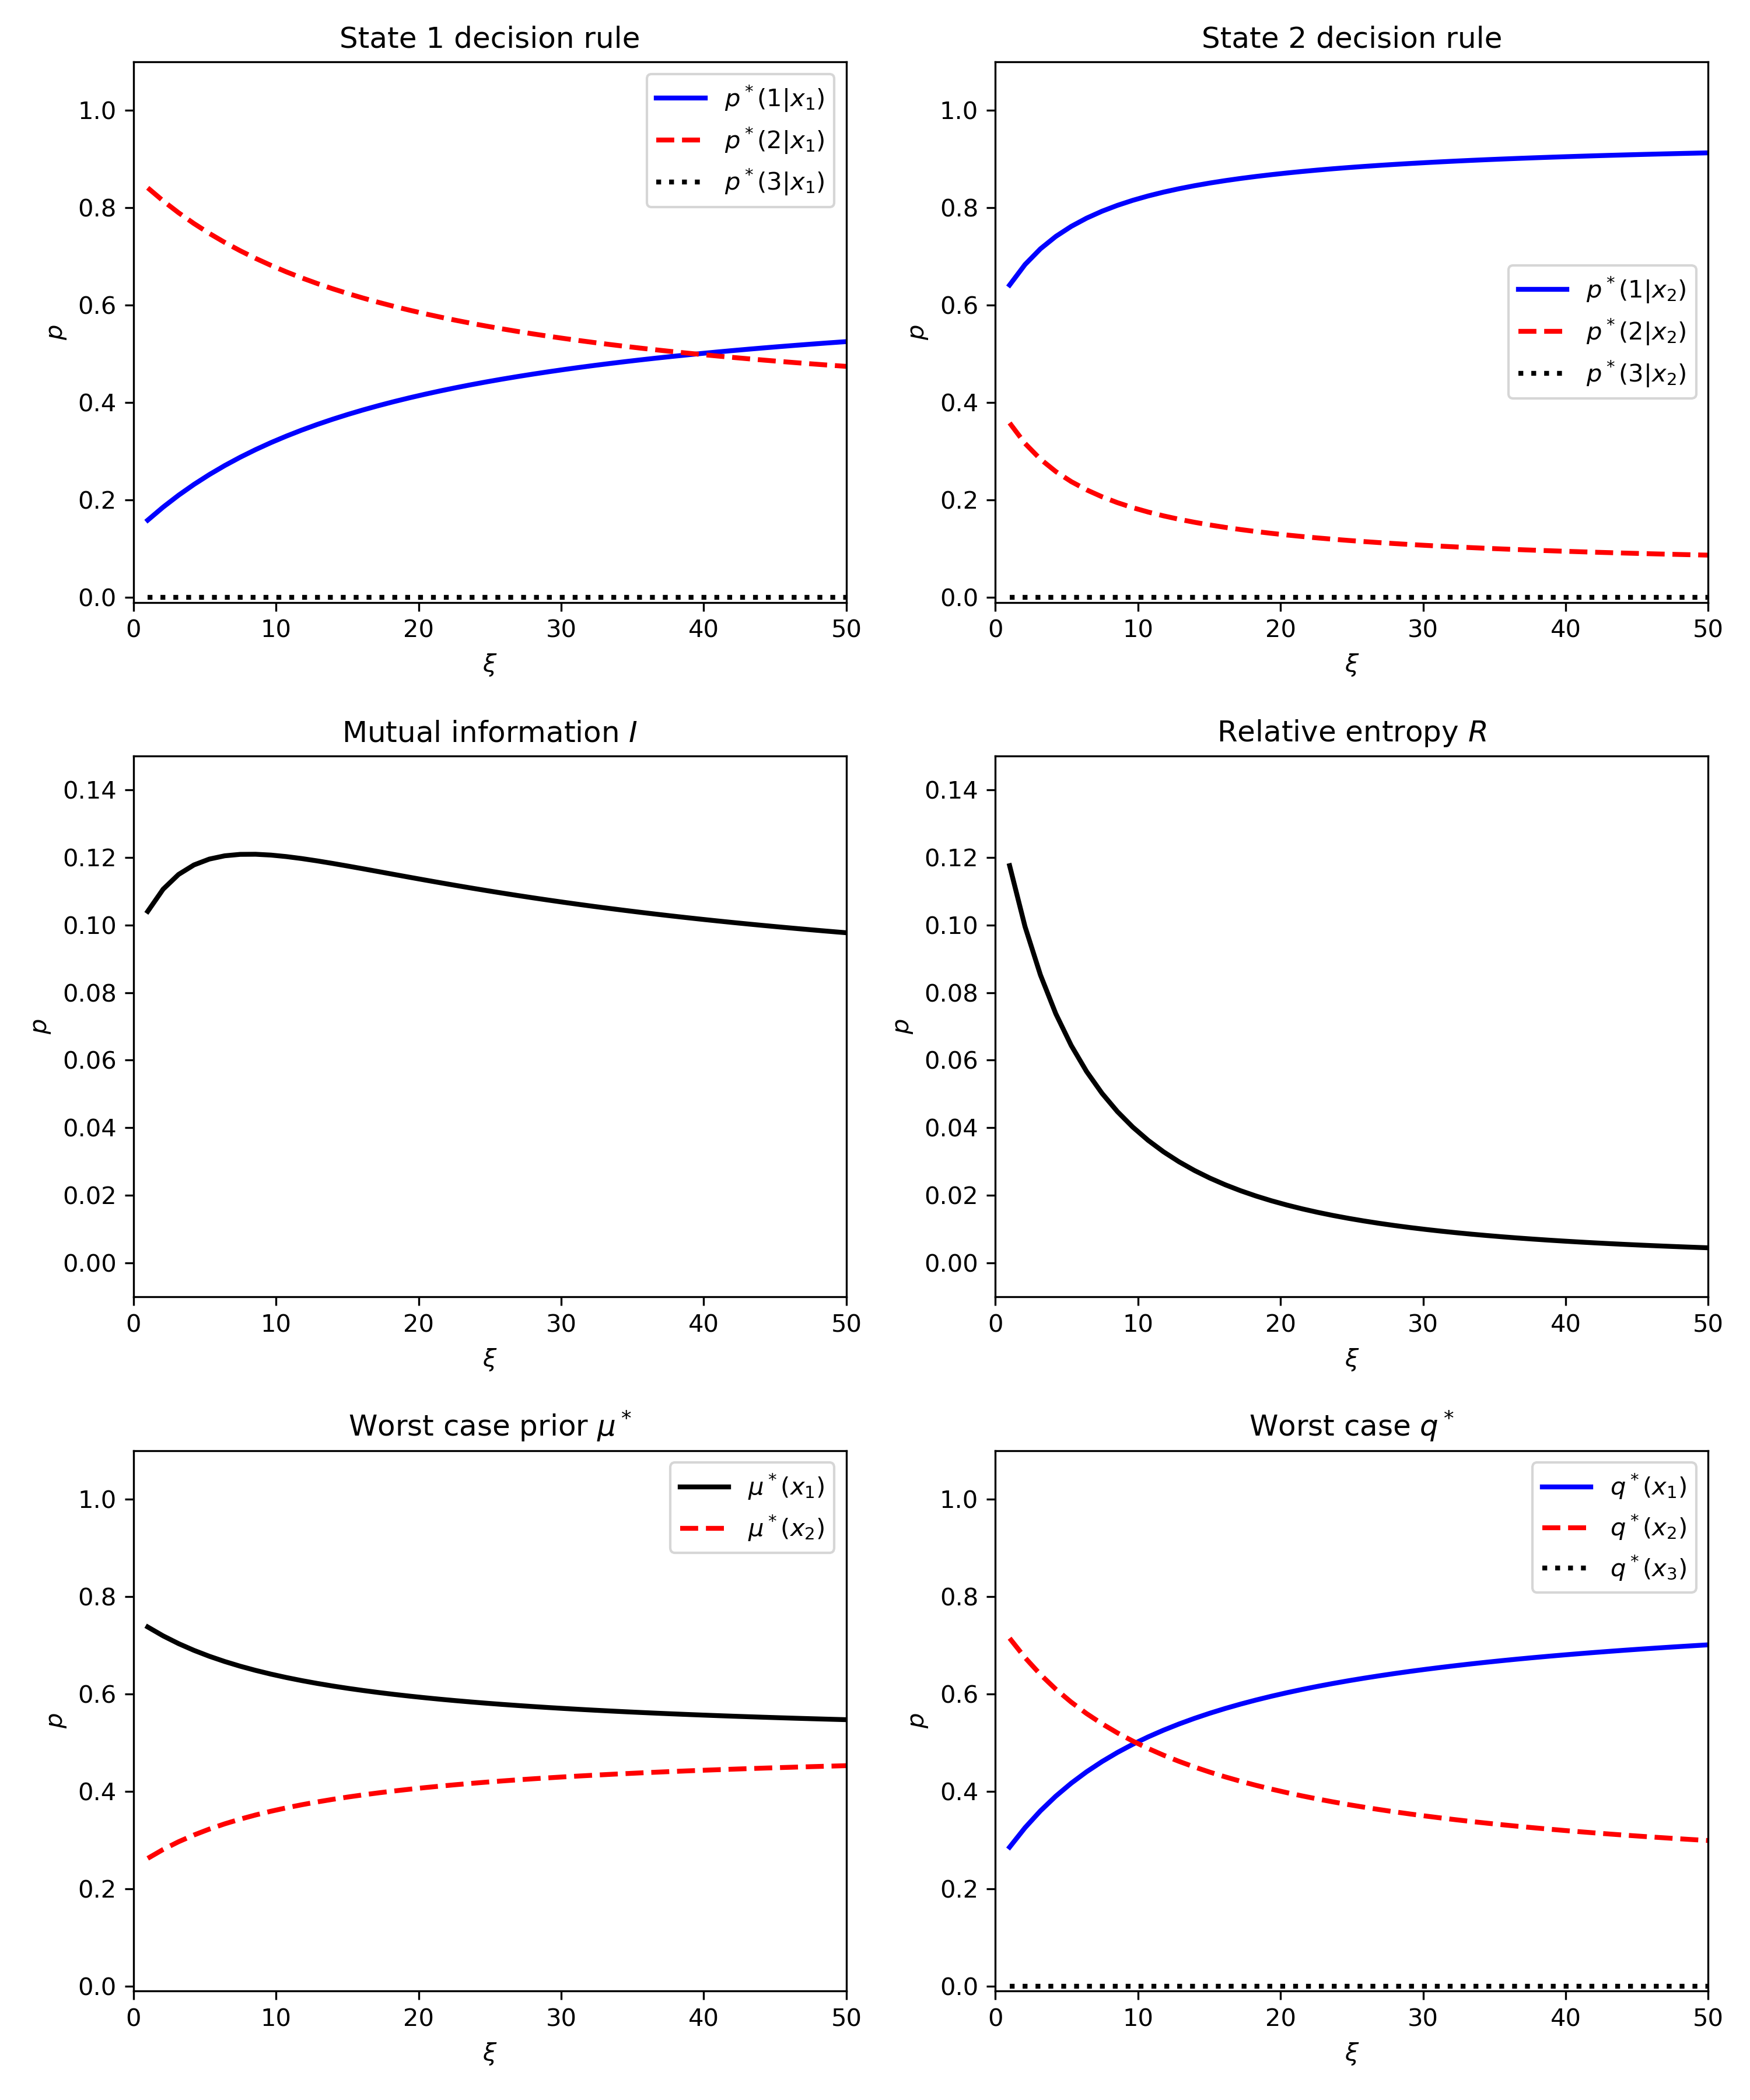 State 1 decision rule
p*(1|x₁)
p*(2|x₁)
p*(3|x₁)
1.0
0.8
0.6
0.4
0.2
0.0
p
0 10 20 30 40 50
ξ
State 2 decision rule
p*(1|x₂)
p*(2|x₂)
p*(3|x₂)
1.0
0.8
0.6
0.4
0.2
0.0
p
0 10 20 30 40 50
ξ
Mutual information I
0.14
0.12
0.10
0.08
0.06
0.04
0.02
0.00
p
0 10 20 30 40 50
ξ
Relative entropy R
0.14
0.12
0.10
0.08
0.06
0.04
0.02
0.00
p
0 10 20 30 40 50
ξ
Worst case prior μ*
μ*(x₁)
μ*(x₂)
1.0
0.8
0.6
0.4
0.2
0.0
p
0 10 20 30 40 50
ξ
Worst case q*
q*(x₁)
q*(x₂)
q*(x₃)
1.0
0.8
0.6
0.4
0.2
0.0
p
0 10 20 30 40 50
ξ